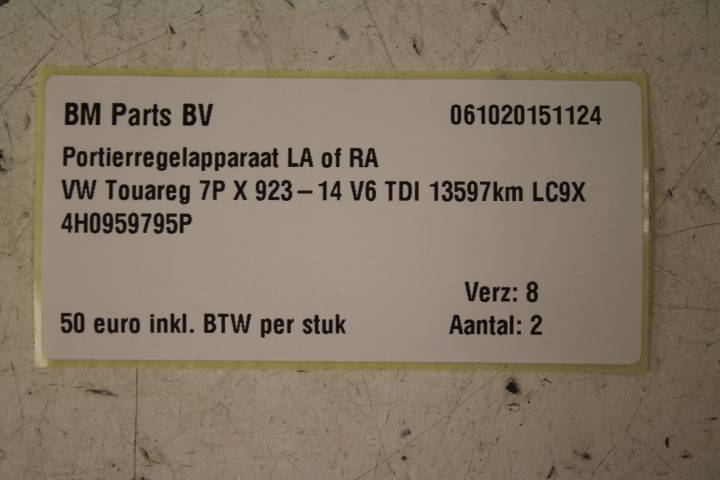 BM Parts BV 061020151124
Portierregelapparaat LA of RA
VW Touareg 7P X 923-14 V6 TDI 13597km LC9X
4H0959795P
Verz: 8
50 euro inkl. BTW per stuk Aantal: 2